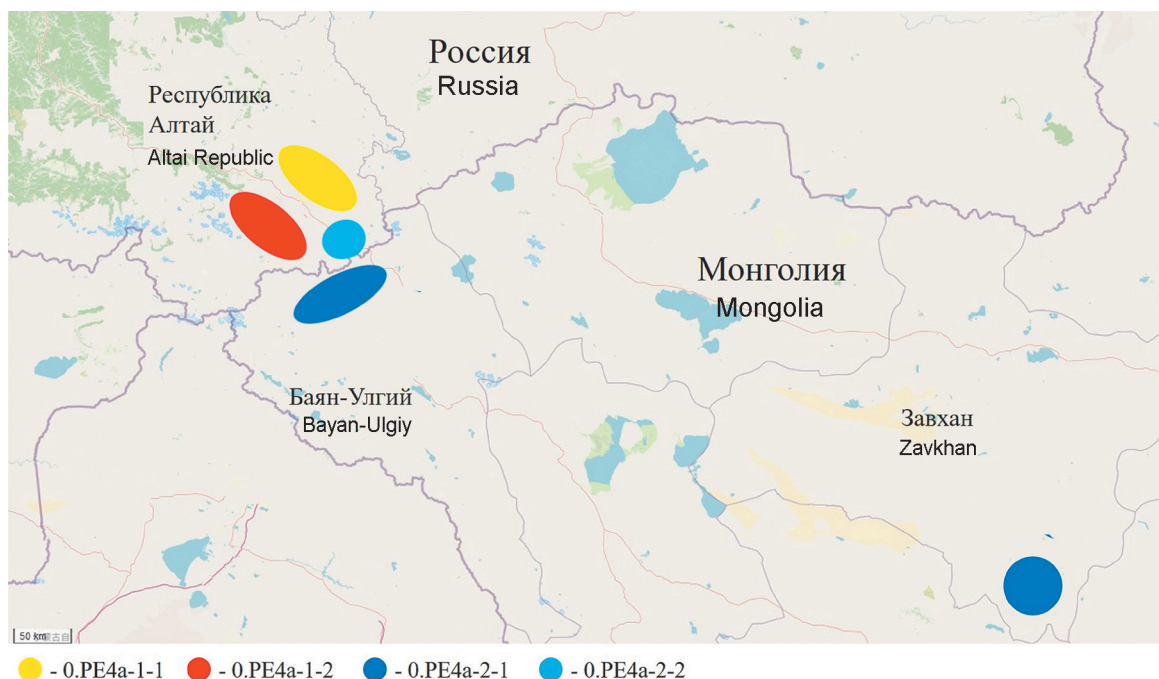 Россия
Russia
Республика
Алтай
Altai Republic
Монголия
Mongolia
Баян-Улгий
Bayan-Ulgiy
Завхан
Zavkhan
50 km
- 0.PE4a-1-1
- 0.PE4a-1-2
- 0.PE4a-2-1
- 0.PE4a-2-2